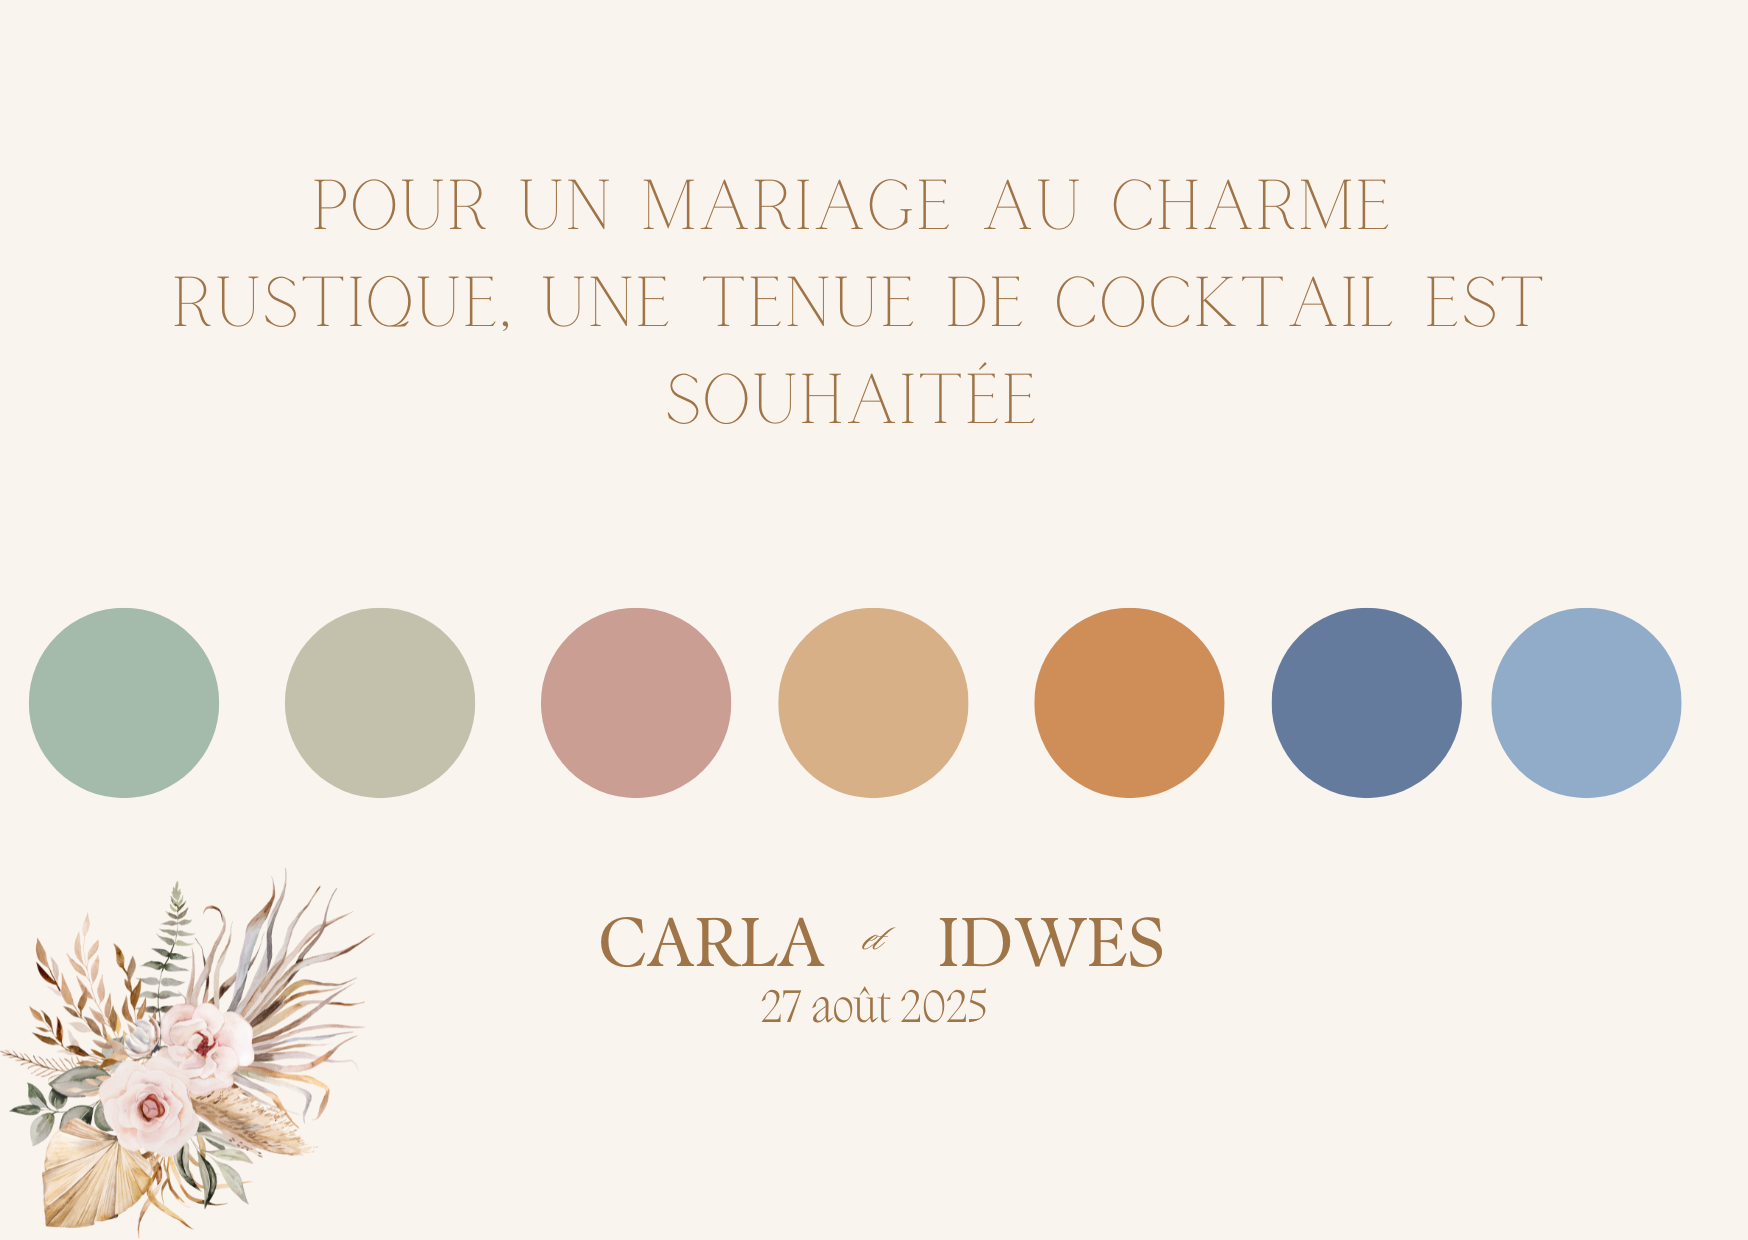 POUR UN MARIAGE AU CHARME
RUSTIQUE, UNE TENUE DE COCKTAIL EST
SOUHAITÉE
CARLA et IDWES
27 août 2025